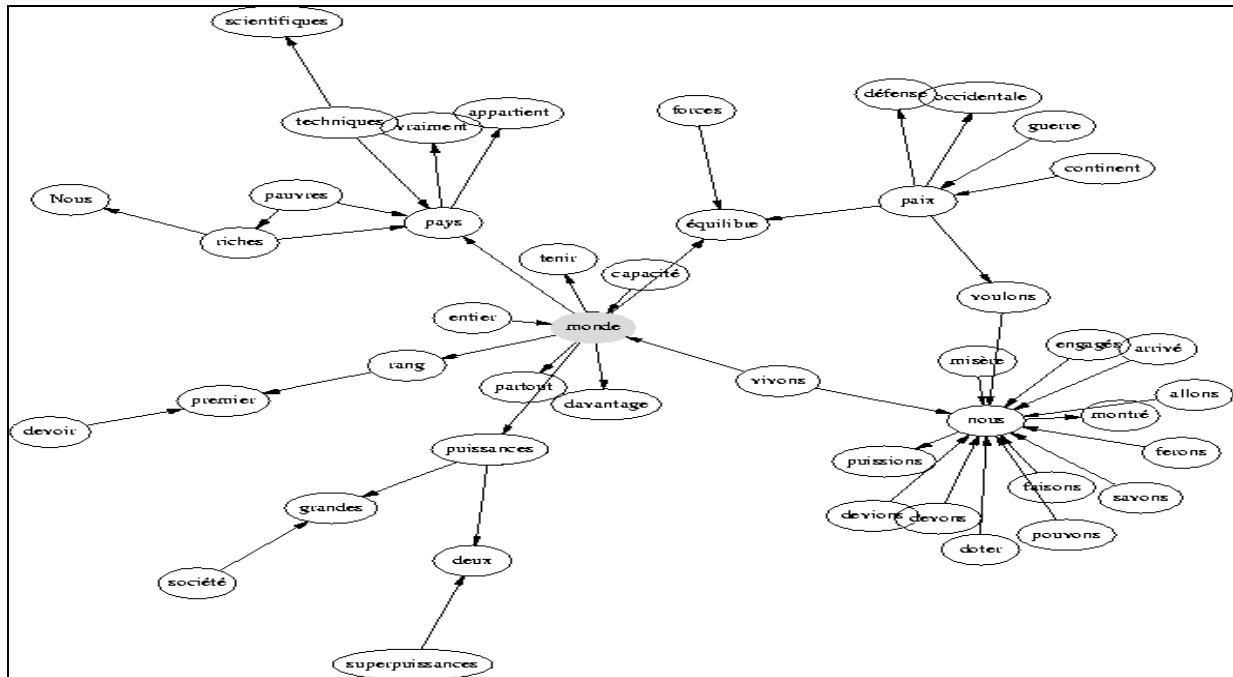 scientifiques
techniques
vraiment
appartient
forces
défense
occidentale
guerre
continent
Nous
pauvres
riches
pays
paix
équilibre
tenir
capacité
voulons
entier
monde
misère
engagés
arrivé
rang
partout
davantage
vivons
premier
allons
montré
nous
devoir
puissances
puissions
ferons
grandes
faisons
savons
devions
devons
pouvons
doter
deux
société
superpuissances